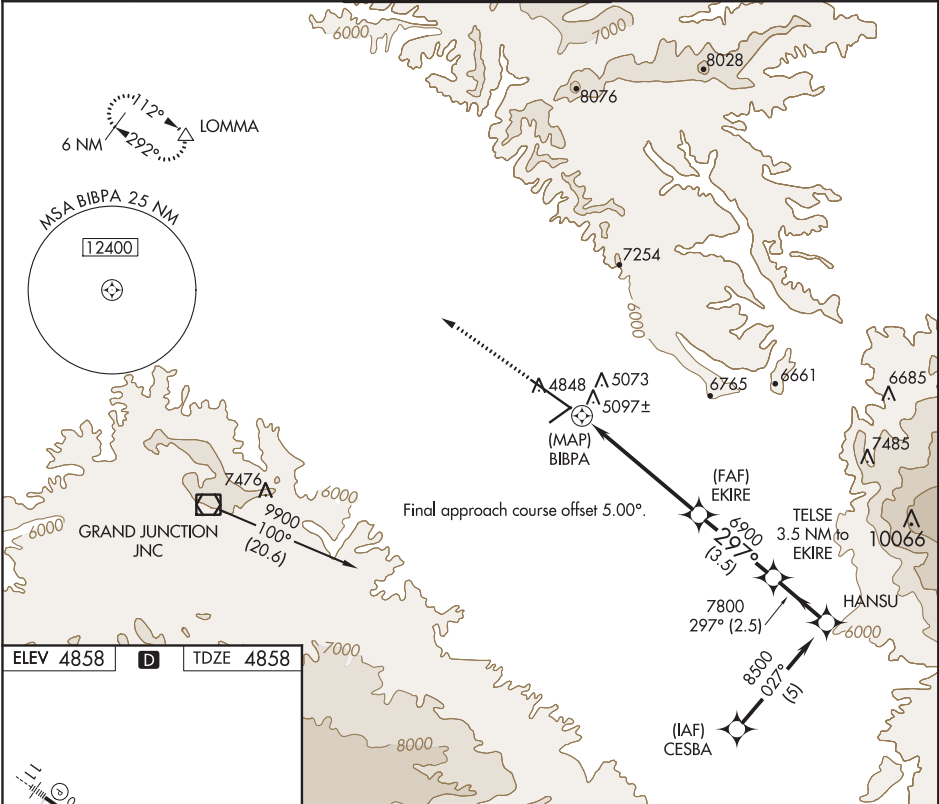 6000
7000
8028
8076
112°
292°
6 NM
LOMMA
MSA BIBPA 25 NM
12400
7254
6000
4848
5073
5097±
6765
6661
6685
7485
10066
(MAP)
BIBPA
(FAF)
EKIRE
Final approach course offset 5.00°.
6900
297°
(3.5)
TELSE
3.5 NM to
EKIRE
7476
6000
6000
GRAND JUNCTION
JNC
9900
100°
(20.6)
7800
297° (2.5)
HANSU
6000
8500
027°
(5)
(IAF)
CESBA
7000
8000
ELEV 4858
D
TDZE 4858
11
P